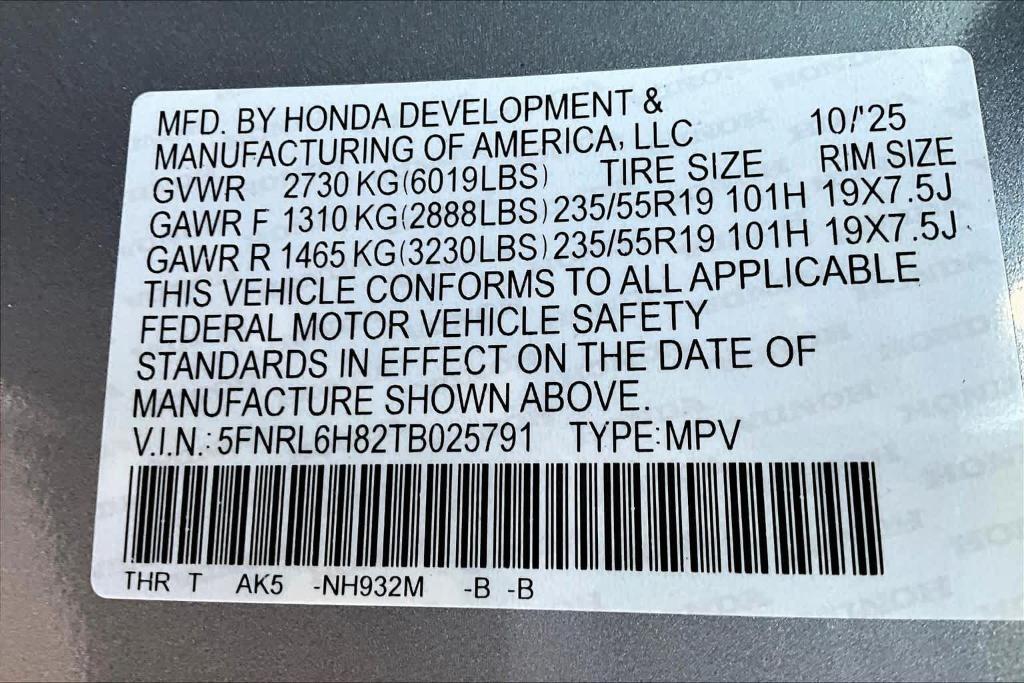 MFD. BY HONDA DEVELOPMENT &
MANUFACTURING OF AMERICA, LLC 10/'25
GVWR 2730 KG(6019LBS) TIRE SIZE RIM SIZE
GAWR F 1310 KG(2888LBS) 235/55R19 101H 19X7.5J
GAWR R 1465 KG(3230LBS) 235/55R19 101H 19X7.5J
THIS VEHICLE CONFORMS TO ALL APPLICABLE
FEDERAL MOTOR VEHICLE SAFETY
STANDARDS IN EFFECT ON THE DATE OF
MANUFACTURE SHOWN ABOVE.
V.I.N.: 5FNRL6H82TB025791 TYPE:MPV
THR T AK5 -NH932M -B -B